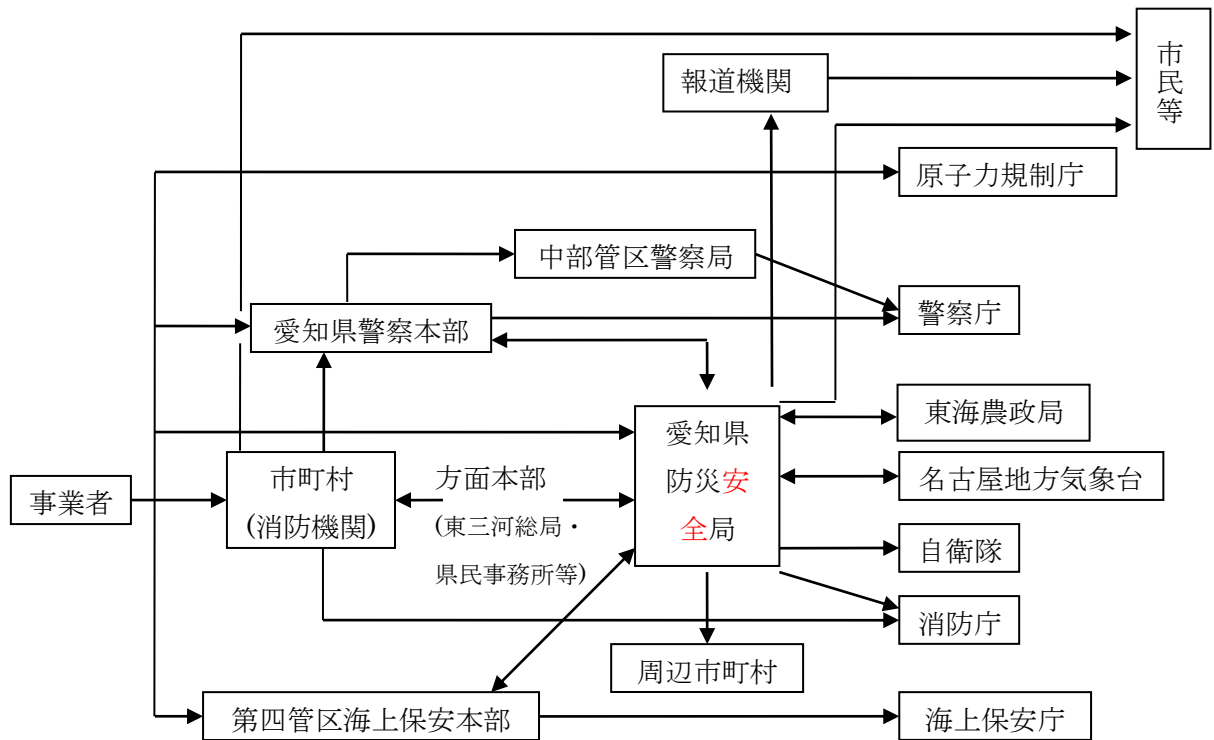 市民等
報道機関
原子力規制庁
中部管区警察局
警察庁
愛知県警察本部
東海農政局
愛知県
防災安
全局
市町村
(消防機関)
方面本部
(東三河総局・
県民事務所等)
名古屋地方気象台
事業者
自衛隊
消防庁
周辺市町村
第四管区海上保安本部
海上保安庁